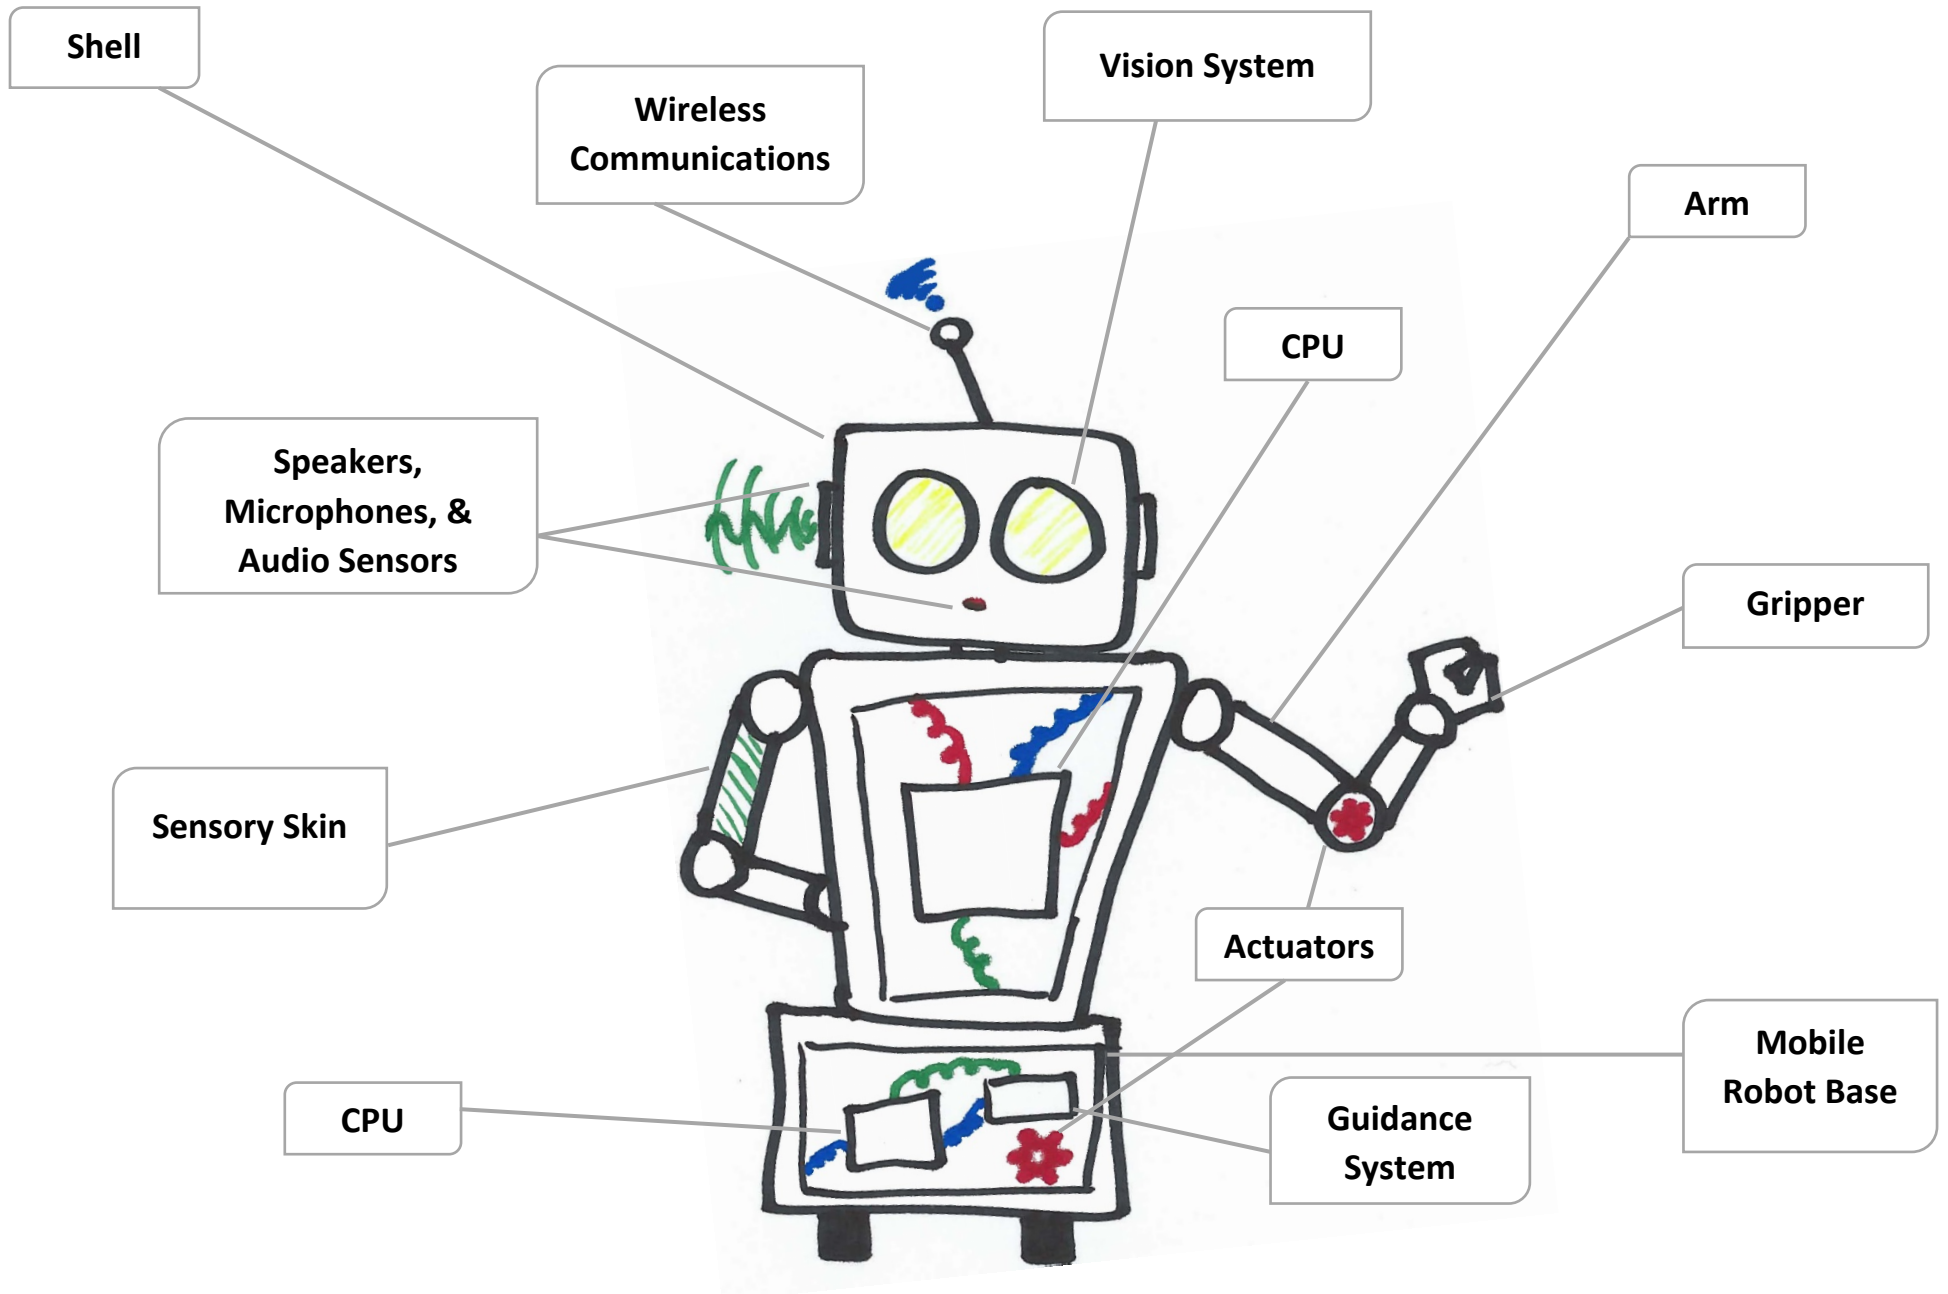 Shell
Wireless
Communications
Vision System
Arm
CPU
Speakers,
Microphones, &
Audio Sensors
Gripper
Sensory Skin
Actuators
Mobile
Robot Base
CPU
Guidance
System